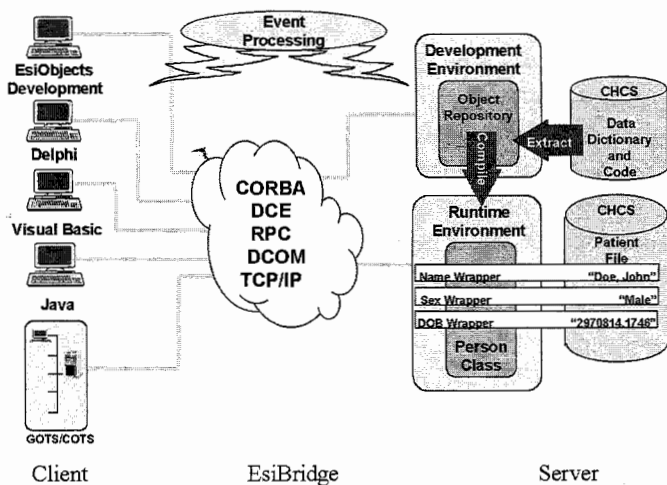 Event
Processing
EsiObjects
Development
Delphi
Visual Basic
Java
GOTS/COTS
CORBA
DCE
RPC
DCOM
TCP/IP
Development
Environment
Object
Repository
Compile
Extract
CHCS
Data
Dictionary
and
Code
Runtime
Environment
CHCS
Patient
File
Name Wrapper "Doe, John"
Sex Wrapper "Male"
DOB Wrapper "2970814.1746"
Person
Class
Client EsiBridge Server